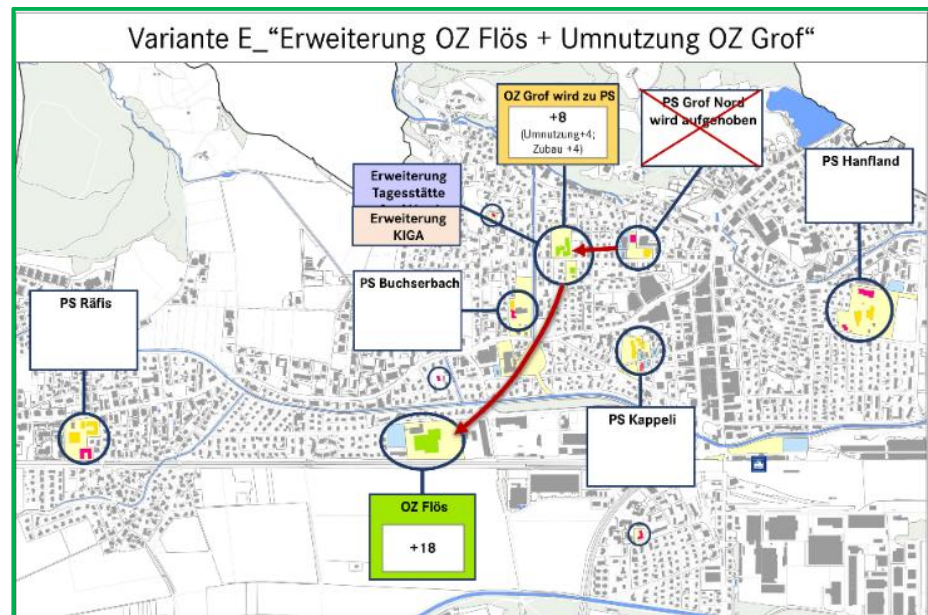 Variante E_“Erweiterung OZ Flös + Umnutzung OZ Grof“
OZ Grof wird zu PS
+8
(Umnutzung+4;
Zubau +4)
PS Grof Nord
wird aufgehoben
PS Hanfland
Erweiterung
Tagesstätte
Erweiterung
KIGA
PS Buchserbach
PS Räfis
PS Kappeli
OZ Flös
+18